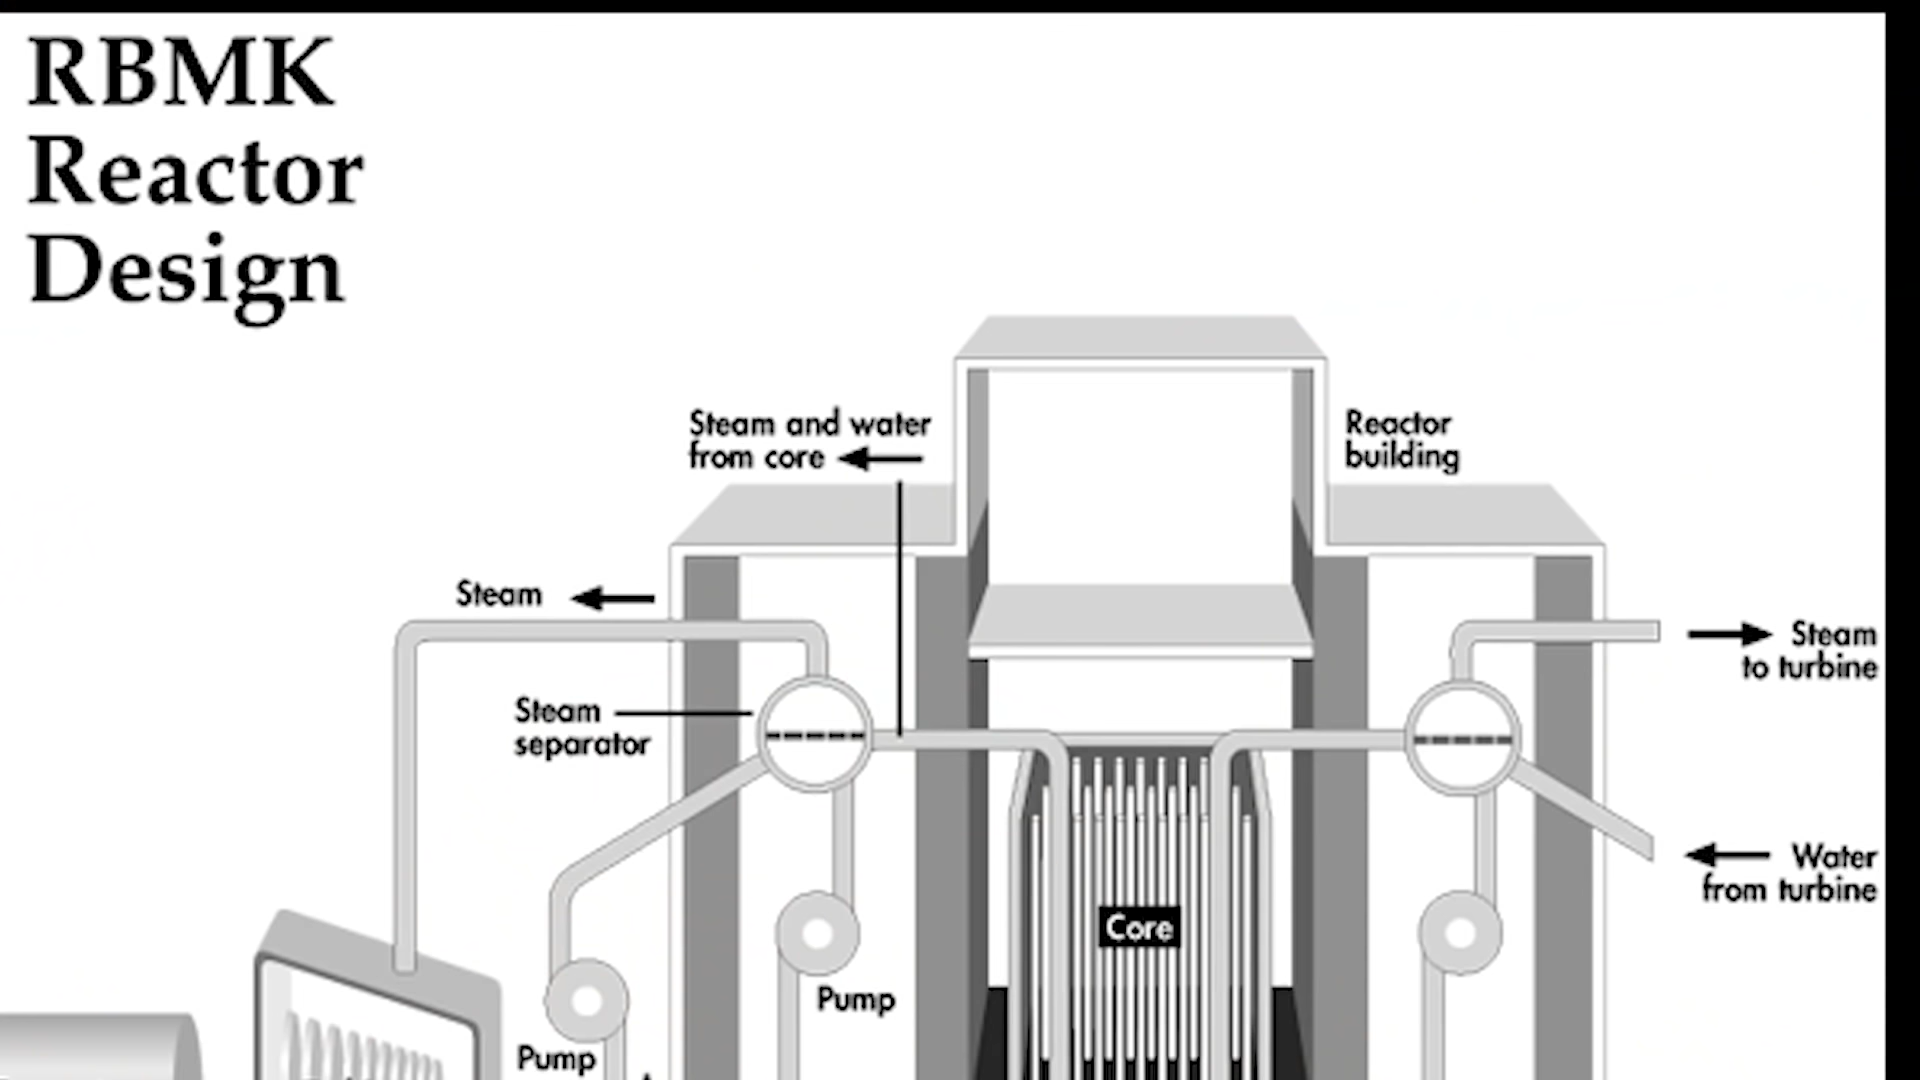 RBMK
Reactor
Design
Steam and water
from core
Reactor
building
Steam
Steam
to turbine
Steam
separator
Water
from turbine
Core
Pump
Pump